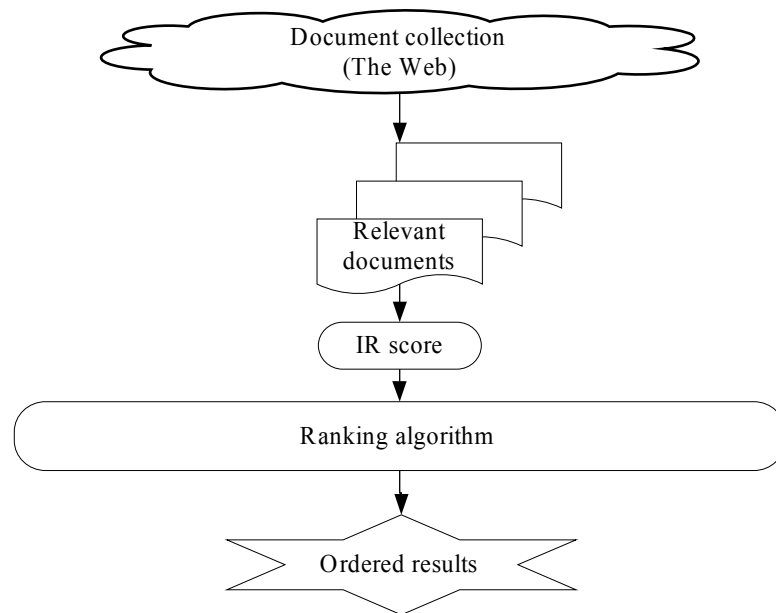 Document collection
(The Web)
Relevant
documents
IR score
Ranking algorithm
Ordered results